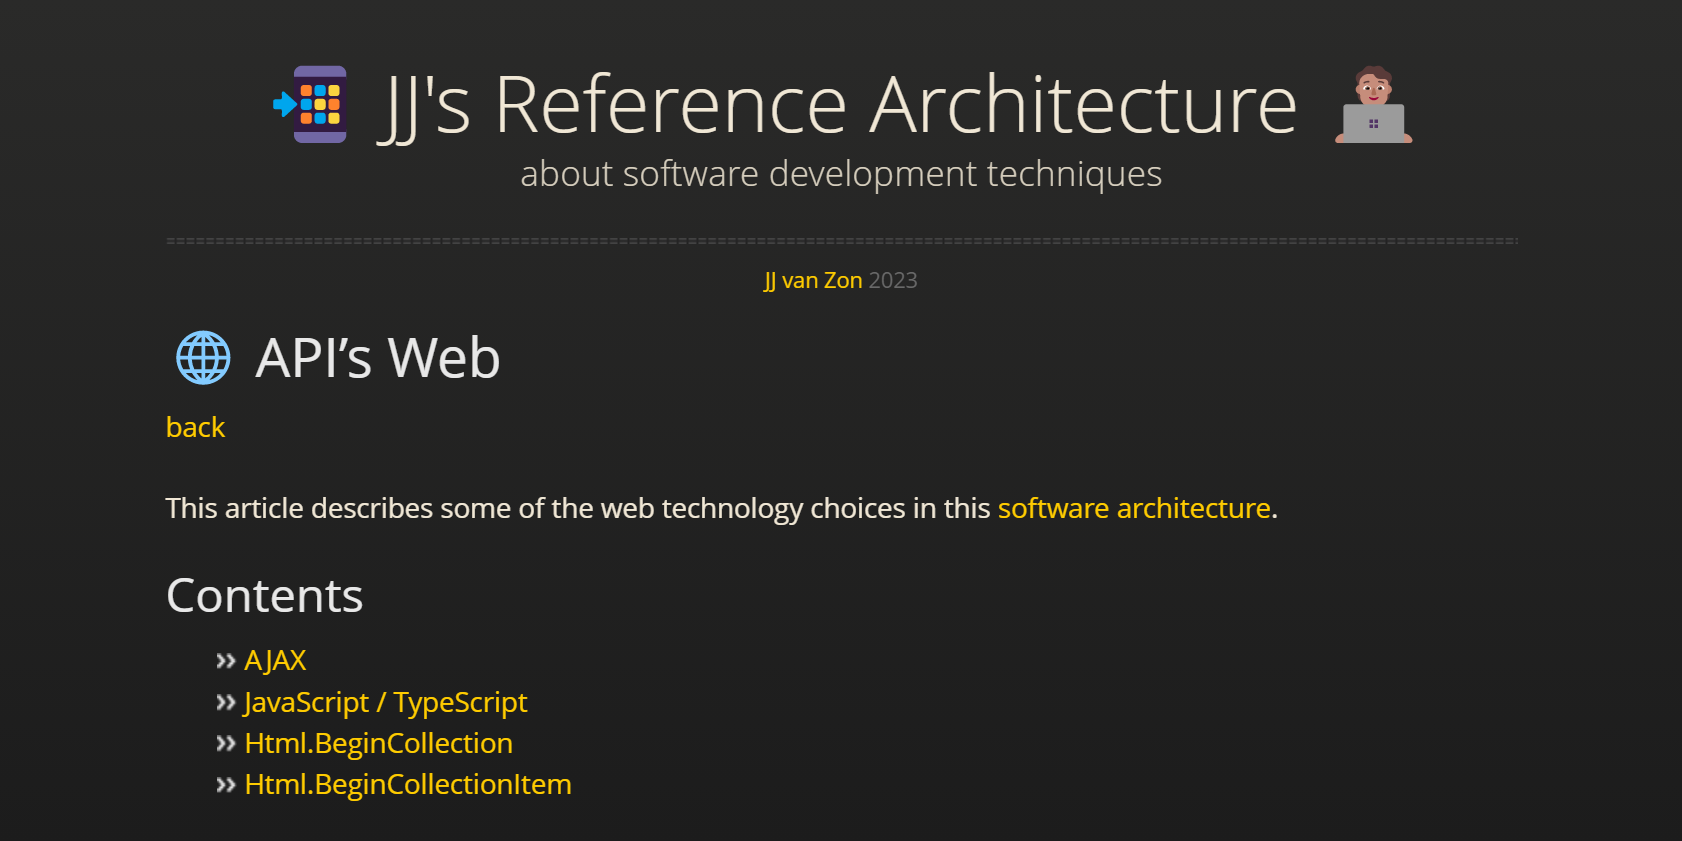 JJ's Reference Architecture
about software development techniques
JJ van Zon 2023
API’s Web
back
This article describes some of the web technology choices in this software architecture.
Contents
AJAX
JavaScript / TypeScript
Html.BeginCollection
Html.BeginCollectionItem